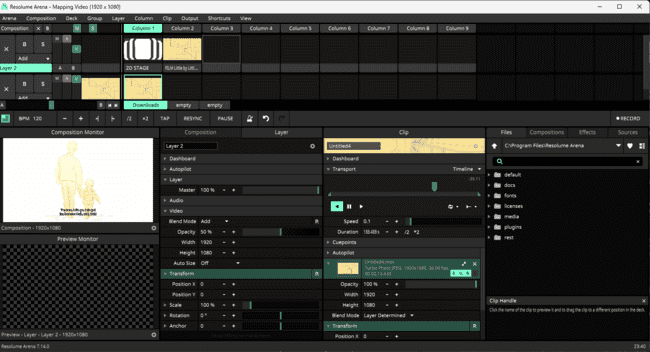 Resolume Arena - Mapping Video (1920 x 1080)
Arena Composition Deck Group Layer Column Clip Output Shortcuts View
Composition X B Column 1 Column 2 Column 3 Column 4 Column 5 Column 6 Column 7 Column 8 Column 9
B S
Add
Layer 2 A B 2D STAGE
B S
Add
Downloads empty empty
BPM 120 /2 *2 TAP RESYNC PAUSE RECORD
Composition Monitor
Composition - 1920x1080
Preview Monitor
Preview - Layer - Layer 2 - 1920x1080
Composition Layer
Layer 2
Dashboard
Autopilot
Layer
Master 100 %
Audio
Video
Blend Mode Add
Opacity 50 %
Width 1920
Height 1080
Auto Size Off
Transform
Position X 0
Position Y 0
Scale 100 %
Rotation 0 °
Anchor 0
Clip
Untitled4
Dashboard
Transport Timeline
Speed 0.1
Duration /2 *2
Cuepoints
Autopilot
Untitled4.mov
Opacity 100 %
Width 1920
Height 1080
Blend Mode Layer Determined
Transform
Position X 0
Files Compositions Effects Sources
C:\Program Files\Resolume Arena
default
docs
fonts
licenses
media
plugins
rest
Clip Handle
Click the name of the clip to preview it and to drag the clip to a different position in the deck.
Resolume Arena 7.16.0
23:40